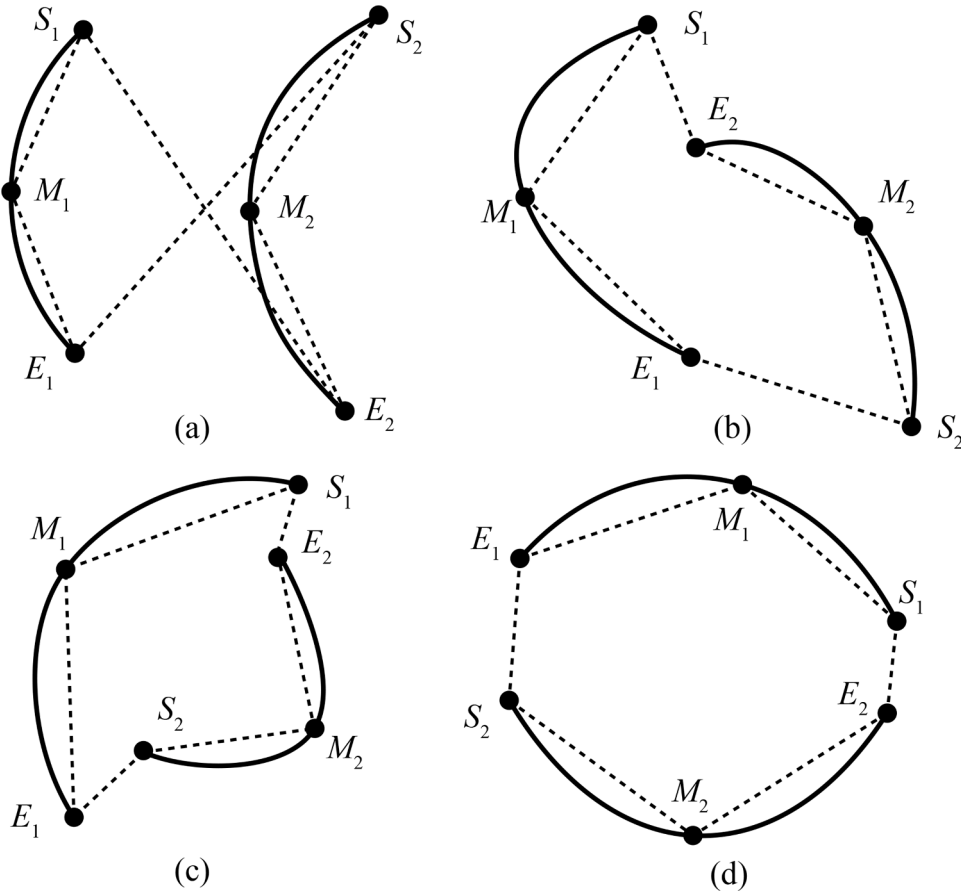 S₁
S₂
M₁
M₂
E₁
E₂
(a)
S₁
E₂
M₂
M₁
E₁
S₂
(b)
S₁
M₁
E₂
S₂
M₂
E₁
(c)
M₁
E₁
S₁
S₂
E₂
M₂
(d)